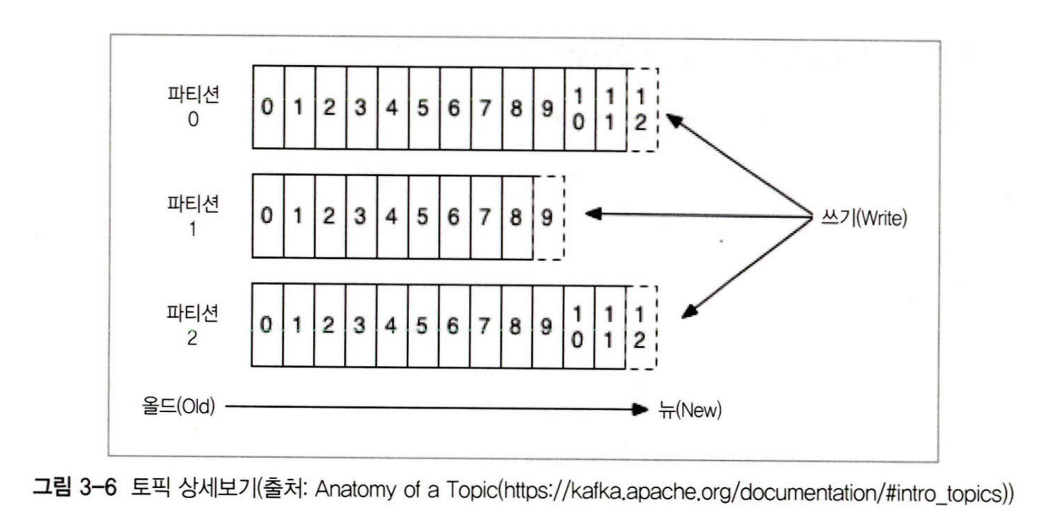 파티션
0
0 1 2 3 4 5 6 7 8 9 10 11 12
파티션
1
0 1 2 3 4 5 6 7 8 9
쓰기(Write)
파티션
2
0 1 2 3 4 5 6 7 8 9 10 11 12
올드(Old) 뉴(New)
그림 3-6 토픽 상세보기(출처: Anatomy of a Topic(https://kafka.apache.org/documentation/#intro_topics))